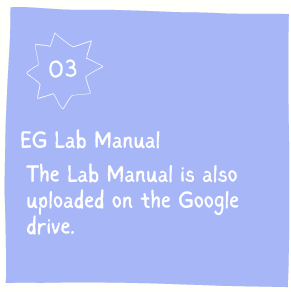 03
EG Lab Manual
The Lab Manual is also
uploaded on the Google
drive.